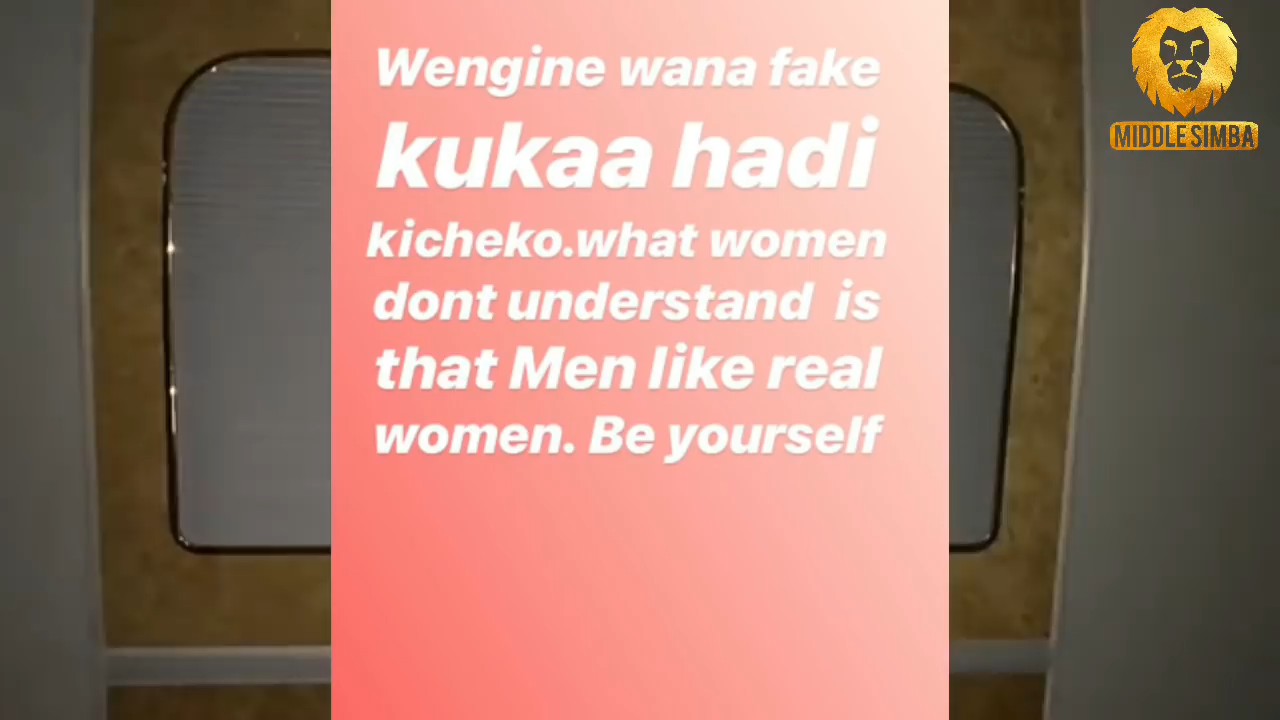 Wengine wana fake
kukaa hadi
kicheko.what women
dont understand is
that Men like real
women. Be yourself
MIDDLE SIMBA